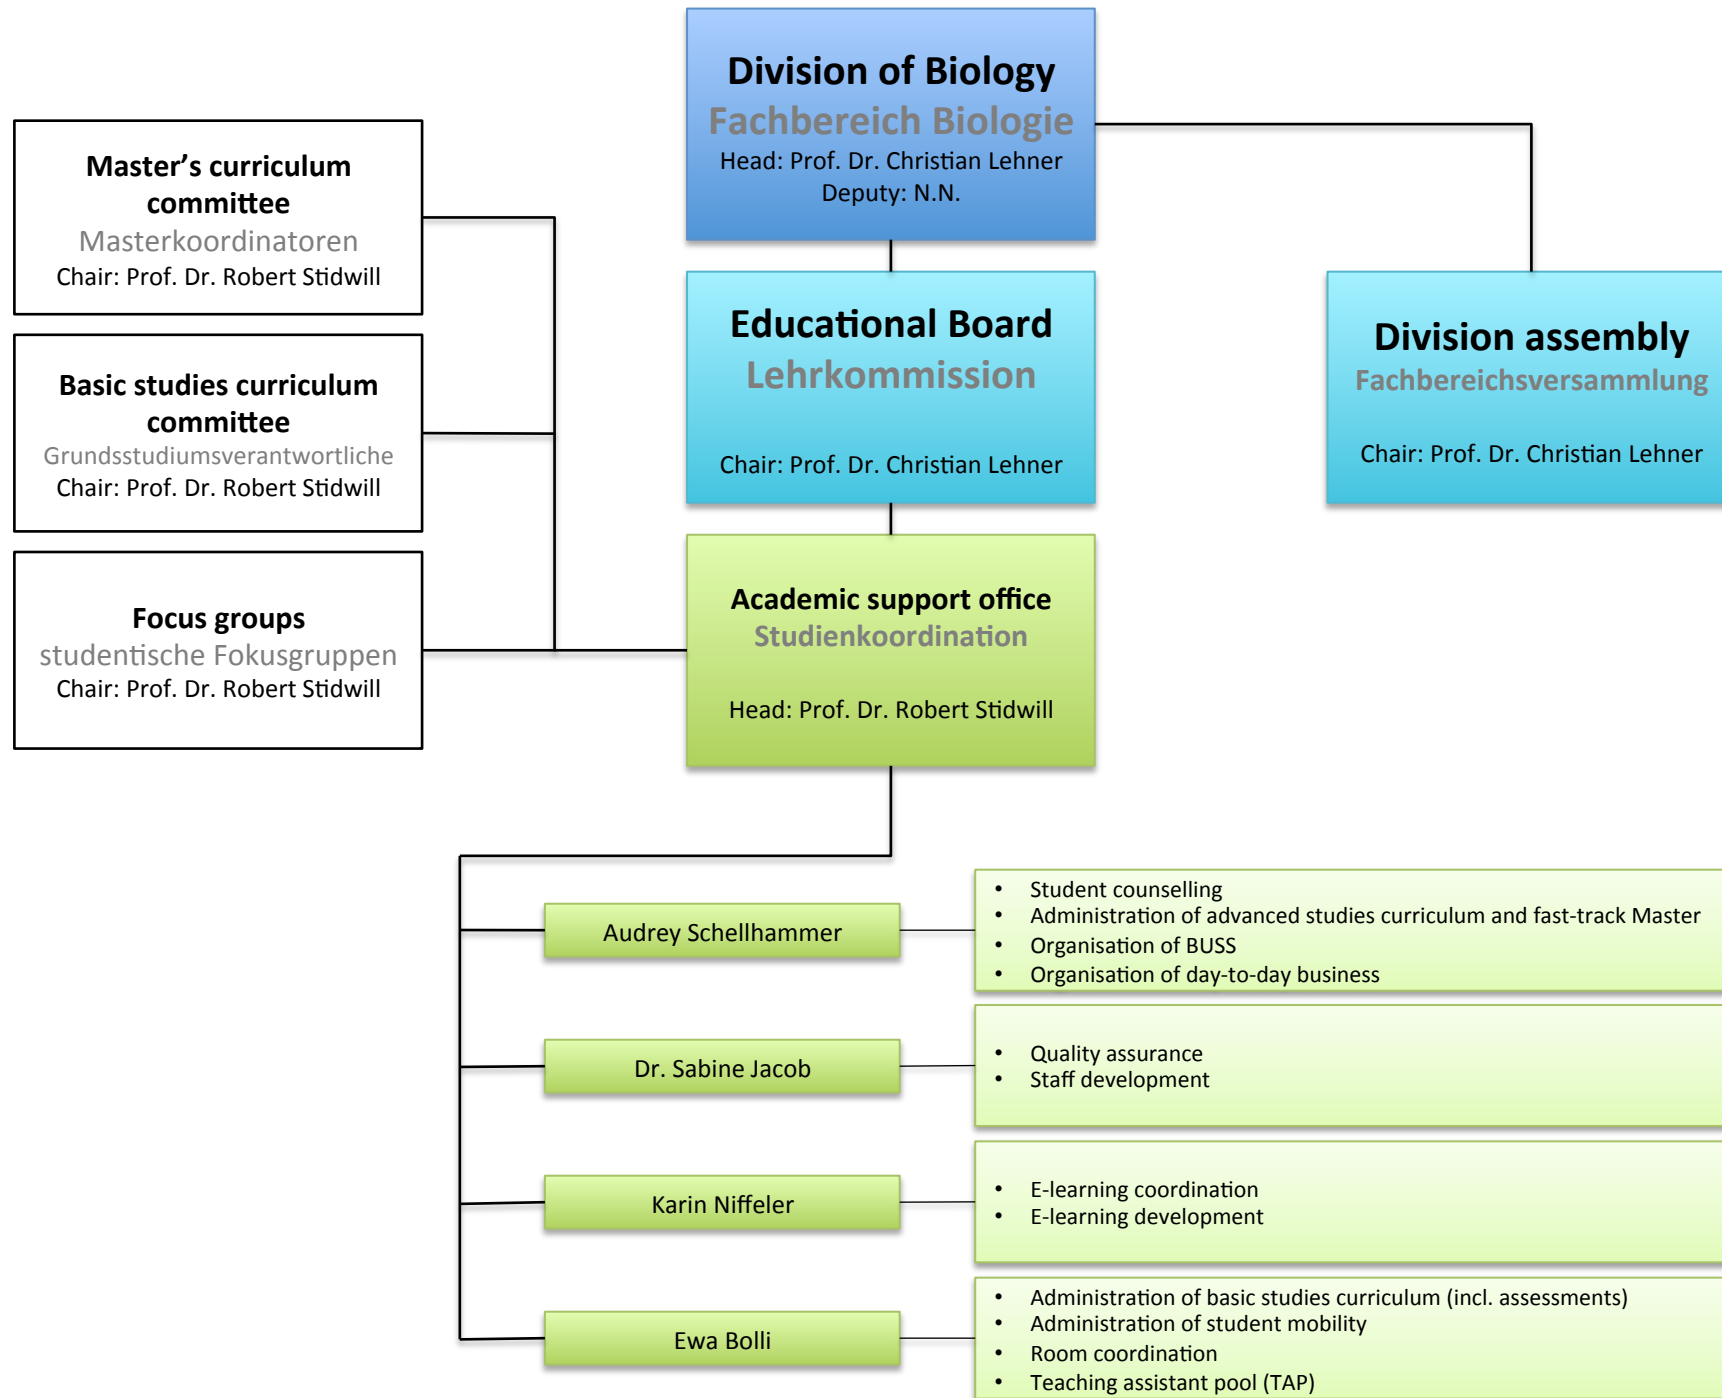 Division of Biology
Fachbereich Biologie
Head: Prof. Dr. Christian Lehner
Deputy: N.N.
Master’s curriculum
committee
Masterkoordinatoren
Chair: Prof. Dr. Robert Stidwill
Basic studies curriculum
committee
Grundsstudiumsverantwortliche
Chair: Prof. Dr. Robert Stidwill
Focus groups
studentische Fokusgruppen
Chair: Prof. Dr. Robert Stidwill
Educational Board
Lehrkommission
Chair: Prof. Dr. Christian Lehner
Division assembly
Fachbereichsversammlung
Chair: Prof. Dr. Christian Lehner
Academic support office
Studienkoordination
Head: Prof. Dr. Robert Stidwill
Audrey Schellhammer
• Student counselling
• Administration of advanced studies curriculum and fast-track Master
• Organisation of BUSS
• Organisation of day-to-day business
Dr. Sabine Jacob
• Quality assurance
• Staff development
Karin Niffeler
• E-learning coordination
• E-learning development
Ewa Bolli
• Administration of basic studies curriculum (incl. assessments)
• Administration of student mobility
• Room coordination
• Teaching assistant pool (TAP)